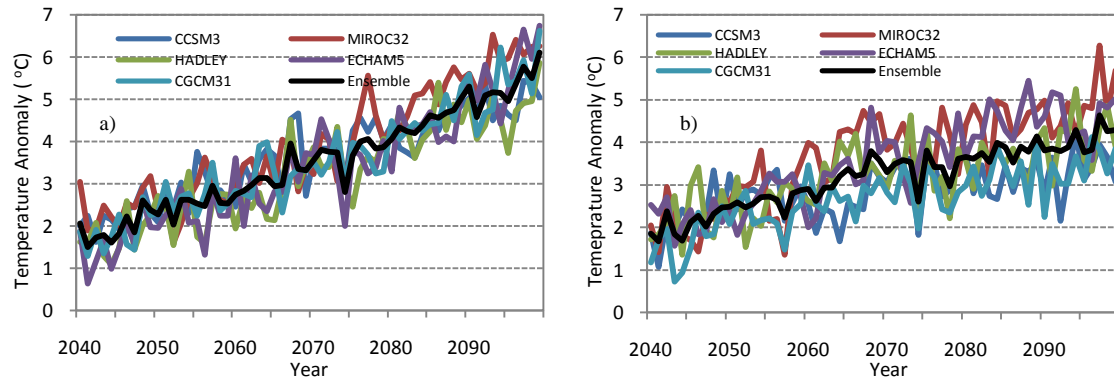 7
6
5
4
3
2
1
0
Temperature Anomaly (°C)
CCSM3 MIROC32
HADLEY ECHAM5
CGCM31 Ensemble
a)
2040 2050 2060 2070 2080 2090
Year
7
6
5
4
3
2
1
0
Temeprature Anomaly (°C)
CCSM3 MIROC32
HADLEY ECHAM5
CGCM31 Ensemble
b)
2040 2050 2060 2070 2080 2090
Year